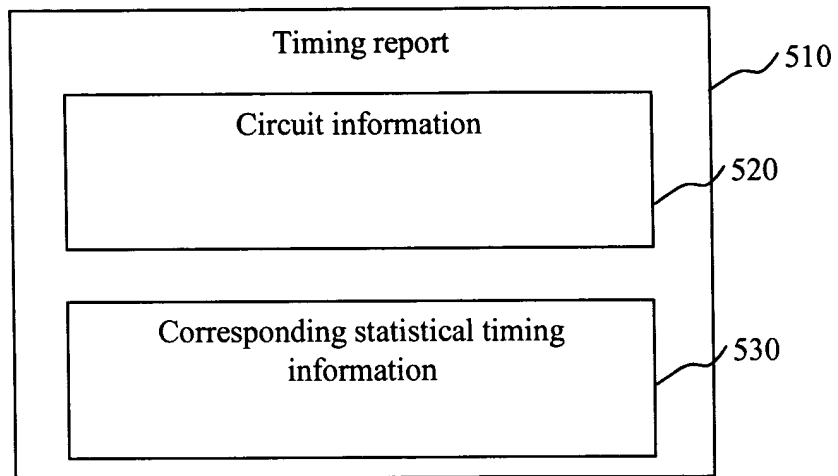 Timing report
510
Circuit information
520
Corresponding statistical timing
information
530